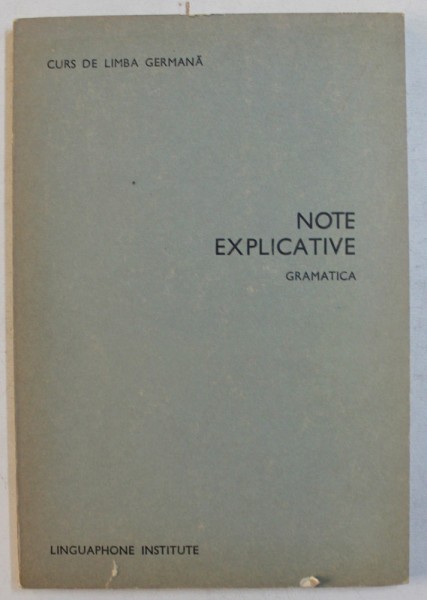 CURS DE LIMBA GERMANĂ
NOTE
EXPLICATIVE
GRAMATICA
LINGUAPHONE INSTITUTE